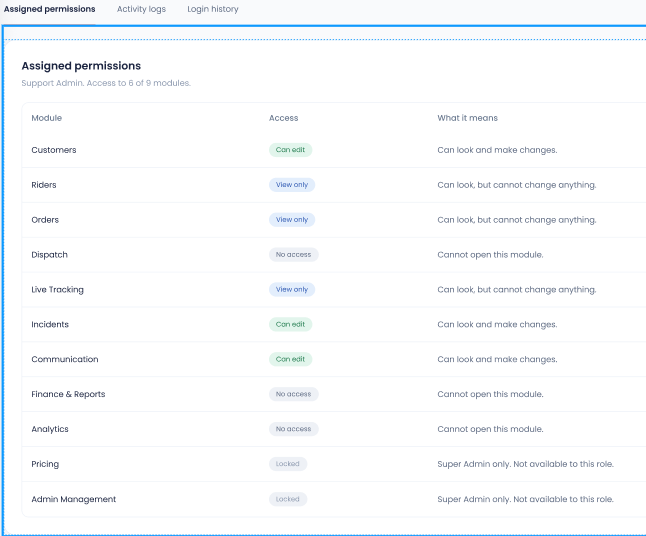 Assigned permissions Activity logs Login history
Assigned permissions
Support Admin. Access to 6 of 9 modules.
Module Access What it means
Customers Can edit Can look and make changes.
Riders View only Can look, but cannot change anything.
Orders View only Can look, but cannot change anything.
Dispatch No access Cannot open this module.
Live Tracking View only Can look, but cannot change anything.
Incidents Can edit Can look and make changes.
Communication Can edit Can look and make changes.
Finance & Reports No access Cannot open this module.
Analytics No access Cannot open this module.
Pricing Locked Super Admin only. Not available to this role.
Admin Management Locked Super Admin only. Not available to this role.